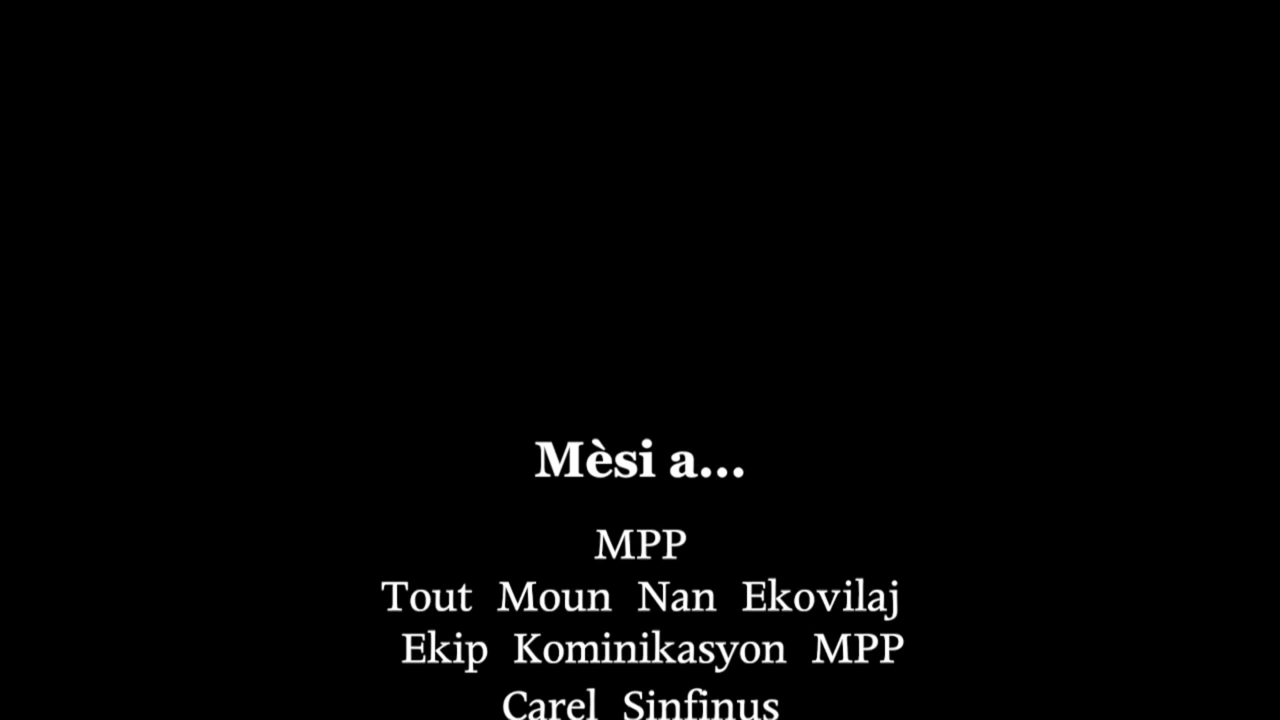 Mèsi a...
MPP
Tout Moun Nan Ekovilaj
Ekip Kominikasyon MPP
Carel Sinfinus